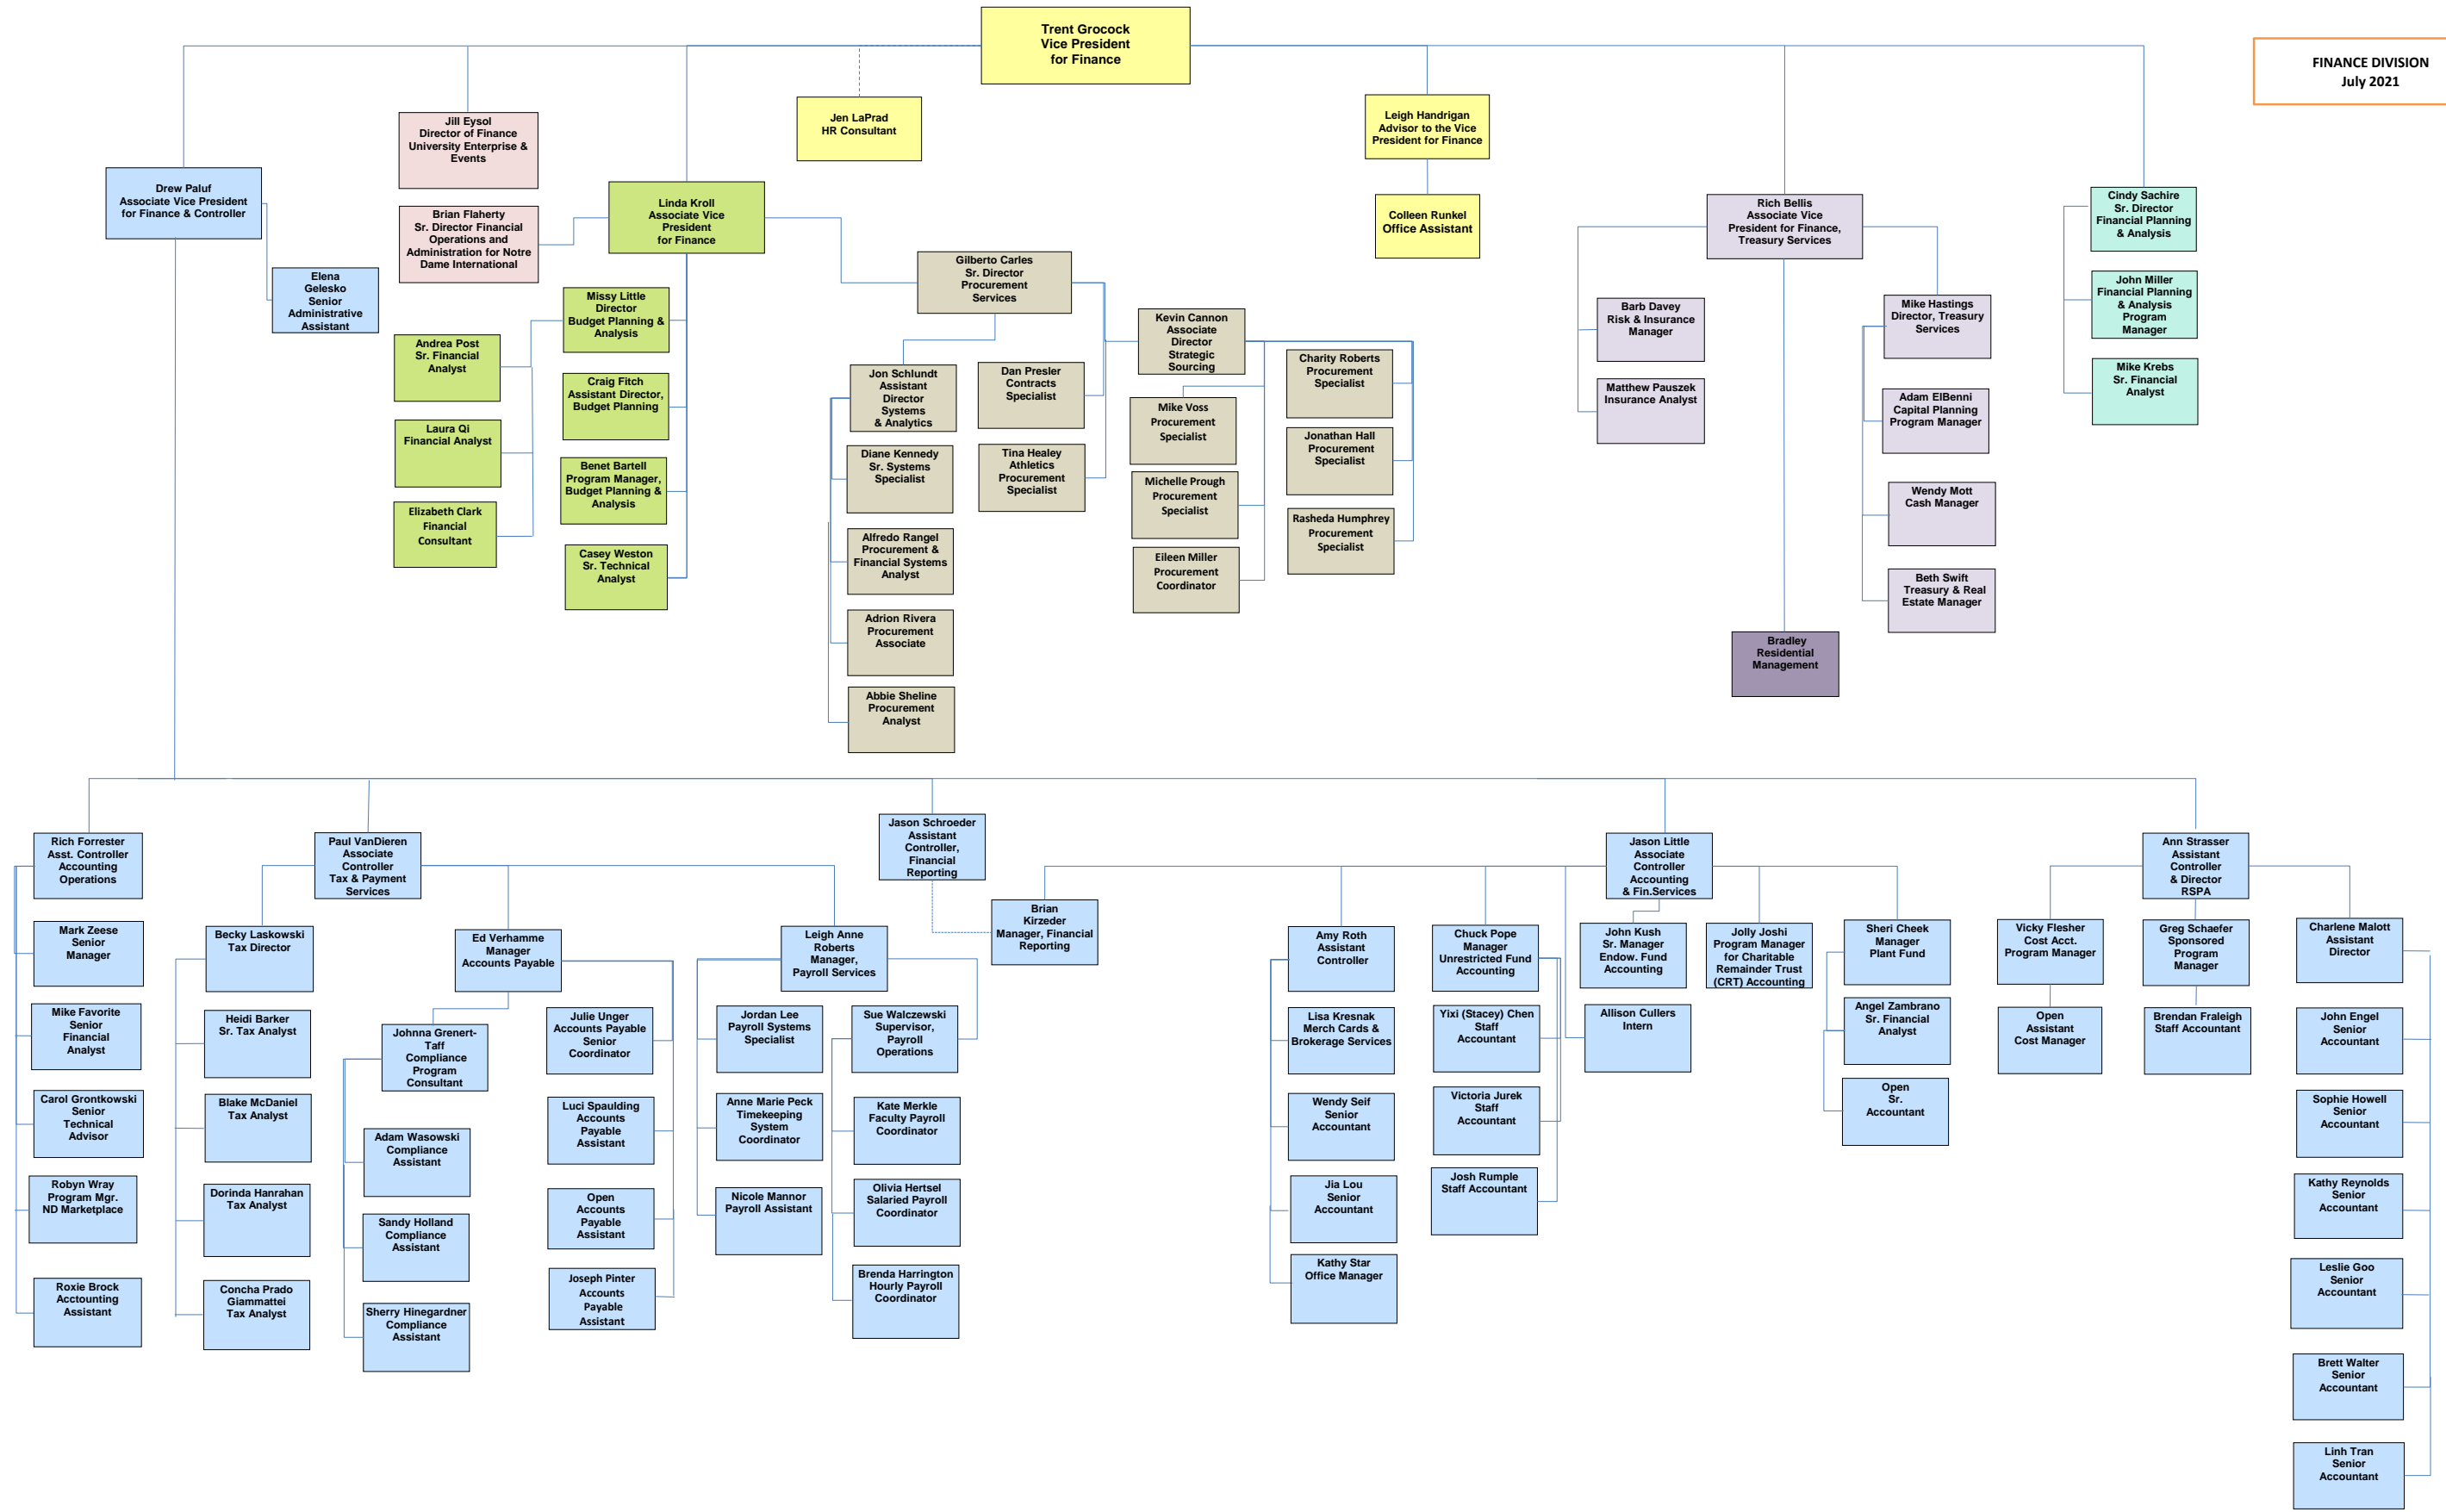 Trent Grocock
Vice President
for Finance
FINANCE DIVISION
July 2021
Jill Eysol
Director of Finance
University Enterprise &
Events
Jen LaPrad
HR Consultant
Leigh Handrigan
Advisor to the Vice
President for Finance
Drew Paluf
Associate Vice President
for Finance & Controller
Elena
Gelesko
Senior
Administrative
Assistant
Brian Flaherty
Sr. Director Financial
Operations and
Administration for Notre
Dame International
Linda Kroll
Associate Vice
President
for Finance
Colleen Runkel
Office Assistant
Rich Bellis
Associate Vice
President for Finance,
Treasury Services
Cindy Sachire
Sr. Director
Financial Planning
& Analysis
Missy Little
Director
Budget Planning &
Analysis
Andrea Post
Sr. Financial
Analyst
Laura Qi
Financial Analyst
Elizabeth Clark
Financial
Consultant
Craig Fitch
Assistant Director,
Budget Planning
Benet Bartell
Program Manager,
Budget Planning &
Analysis
Casey Weston
Sr. Technical
Analyst
Gilberto Carles
Sr. Director
Procurement
Services
Jon Schlundt
Assistant
Director
Systems
& Analytics
Diane Kennedy
Sr. Systems
Specialist
Alfredo Rangel
Procurement &
Financial Systems
Analyst
Adrion Rivera
Procurement
Associate
Abbie Sheline
Procurement
Analyst
Dan Presler
Contracts
Specialist
Tina Healey
Athletics
Procurement
Specialist
Kevin Cannon
Associate
Director
Strategic
Sourcing
Mike Voss
Procurement
Specialist
Michelle Prough
Procurement
Specialist
Eileen Miller
Procurement
Coordinator
Charity Roberts
Procurement
Specialist
Jonathan Hall
Procurement
Specialist
Rasheda Humphrey
Procurement
Specialist
Barb Davey
Risk & Insurance
Manager
Matthew Pauszek
Insurance Analyst
Mike Hastings
Director, Treasury
Services
Adam ElBenni
Capital Planning
Program Manager
Wendy Mott
Cash Manager
Beth Swift
Treasury & Real
Estate Manager
Bradley
Residential
Management
John Miller
Financial Planning
& Analysis
Program
Manager
Mike Krebs
Sr. Financial
Analyst
Rich Forrester
Asst. Controller
Accounting
Operations
Mark Zeese
Senior
Manager
Mike Favorite
Senior
Financial
Analyst
Carol Grontkowski
Senior
Technical
Advisor
Robyn Wray
Program Mgr.
ND Marketplace
Roxie Brock
Acctounting
Assistant
Paul VanDieren
Associate
Controller
Tax & Payment
Services
Becky Laskowski
Tax Director
Heidi Barker
Sr. Tax Analyst
Blake McDaniel
Tax Analyst
Dorinda Hanrahan
Tax Analyst
Concha Prado
Giammattei
Tax Analyst
Ed Verhamme
Manager
Accounts Payable
Johnna Grenert-
Taff
Compliance
Program
Consultant
Adam Wasowski
Compliance
Assistant
Sandy Holland
Compliance
Assistant
Sherry Hinegardner
Compliance
Assistant
Julie Unger
Accounts Payable
Senior
Coordinator
Luci Spaulding
Accounts
Payable
Assistant
Open
Accounts
Payable
Assistant
Joseph Pinter
Accounts
Payable
Assistant
Leigh Anne
Roberts
Manager,
Payroll Services
Jordan Lee
Payroll Systems
Specialist
Anne Marie Peck
Timekeeping
System
Coordinator
Nicole Mannor
Payroll Assistant
Sue Walczewski
Supervisor,
Payroll
Operations
Kate Merkle
Faculty Payroll
Coordinator
Olivia Hertsel
Salaried Payroll
Coordinator
Brenda Harrington
Hourly Payroll
Coordinator
Jason Schroeder
Assistant
Controller,
Financial
Reporting
Brian
Kirzeder
Manager, Financial
Reporting
Jason Little
Associate
Controller
Accounting
& Fin.Services
Amy Roth
Assistant
Controller
Lisa Kresnak
Merch Cards &
Brokerage Services
Wendy Seif
Senior
Accountant
Jia Lou
Senior
Accountant
Kathy Star
Office Manager
Chuck Pope
Manager
Unrestricted Fund
Accounting
Yixi (Stacey) Chen
Staff
Accountant
Victoria Jurek
Staff
Accountant
Josh Rumple
Staff Accountant
John Kush
Sr. Manager
Endow. Fund
Accounting
Allison Cullers
Intern
Jolly Joshi
Program Manager
for Charitable
Remainder Trust
(CRT) Accounting
Sheri Cheek
Manager
Plant Fund
Angel Zambrano
Sr. Financial
Analyst
Open
Sr.
Accountant
Ann Strasser
Assistant
Controller
& Director
RSPA
Vicky Flesher
Cost Acct.
Program Manager
Open
Assistant
Cost Manager
Greg Schaefer
Sponsored
Program
Manager
Brendan Fraleigh
Staff Accountant
Charlene Malott
Assistant
Director
John Engel
Senior
Accountant
Sophie Howell
Senior
Accountant
Kathy Reynolds
Senior
Accountant
Leslie Goo
Senior
Accountant
Brett Walter
Senior
Accountant
Linh Tran
Senior
Accountant